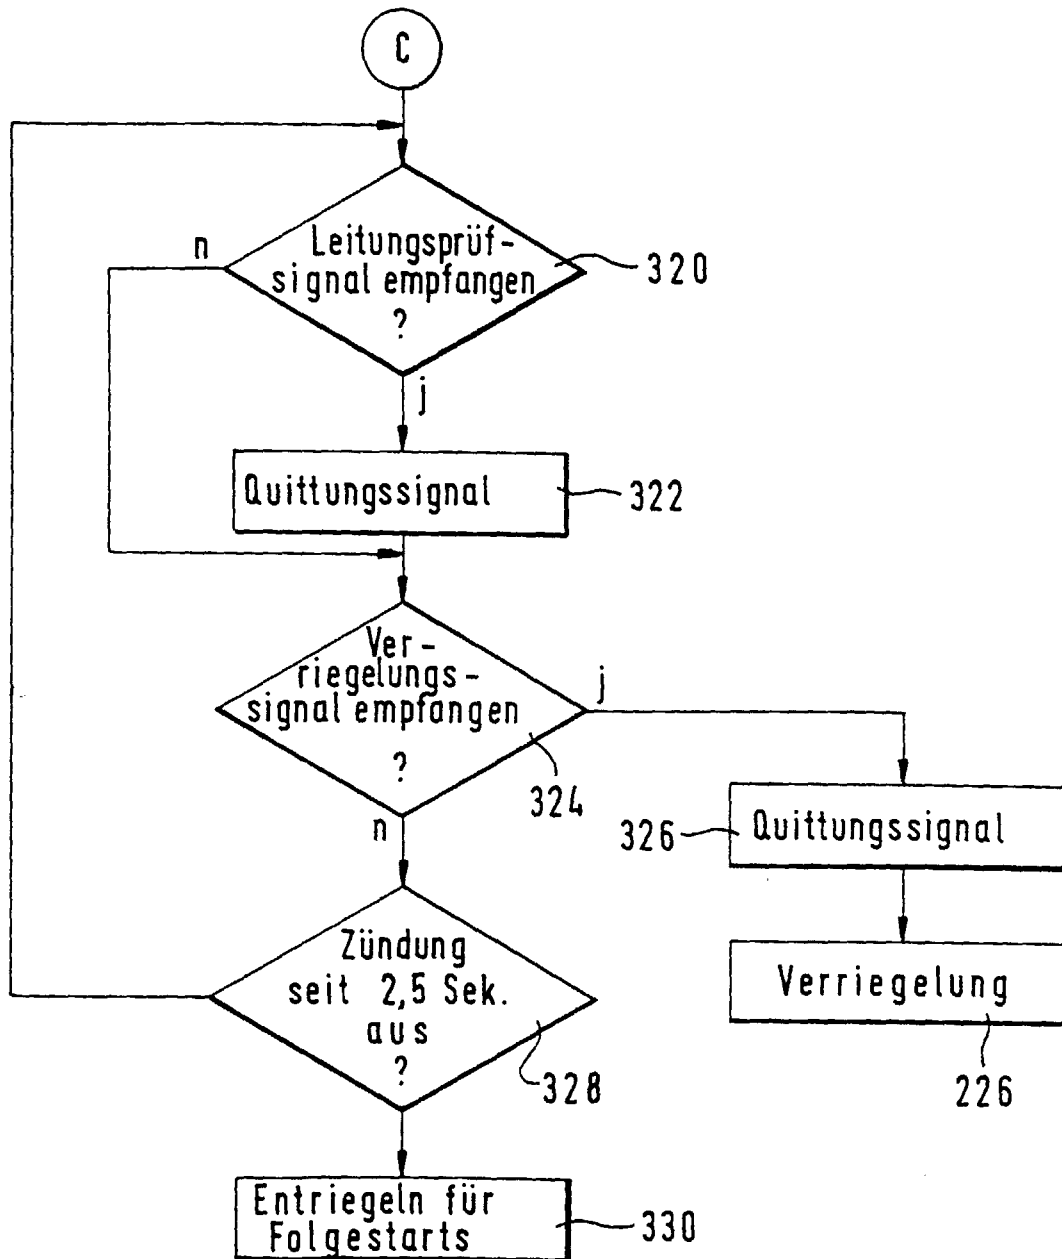 C
n
Leitungsprüf-
signal empfangen
?
320
j
Quittungssignal
322
Ver-
riegelungs-
signal empfangen
?
324
j
n
326
Quittungssignal
Zündung
seit 2,5 Sek.
aus
?
328
Verriegelung
226
Entriegeln für
Folgestarts
330